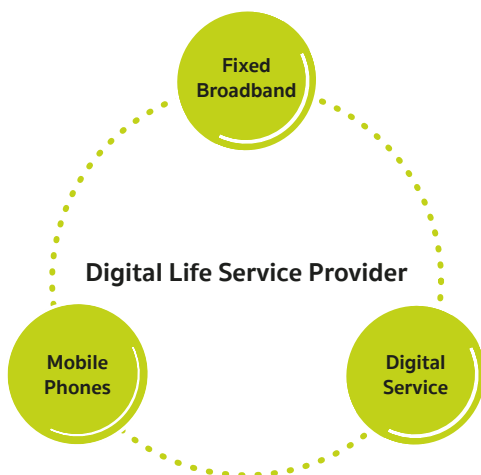 Fixed
Broadband
Digital Life Service Provider
Mobile
Phones
Digital
Service